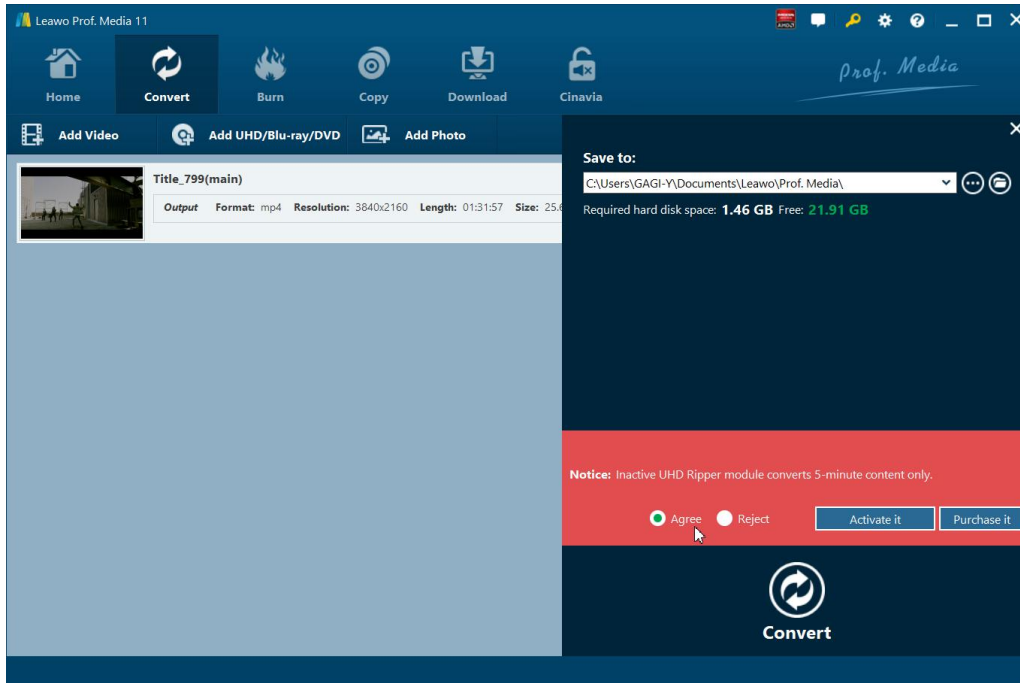 Leawo Prof. Media 11
Home
Convert
Burn
Copy
Download
Cinavia
Prof. Media
Add Video
Add UHD/Blu-ray/DVD
Add Photo
Title_799(main)
Output Format: mp4 Resolution: 3840x2160 Length: 01:31:57 Size: 25.6
Save to:
C:\Users\GAGI-Y\Documents\Leawo\Prof. Media\
Required hard disk space: 1.46 GB Free: 21.91 GB
Notice: Inactive UHD Ripper module converts 5-minute content only.
Agree
Reject
Activate it
Purchase it
Convert